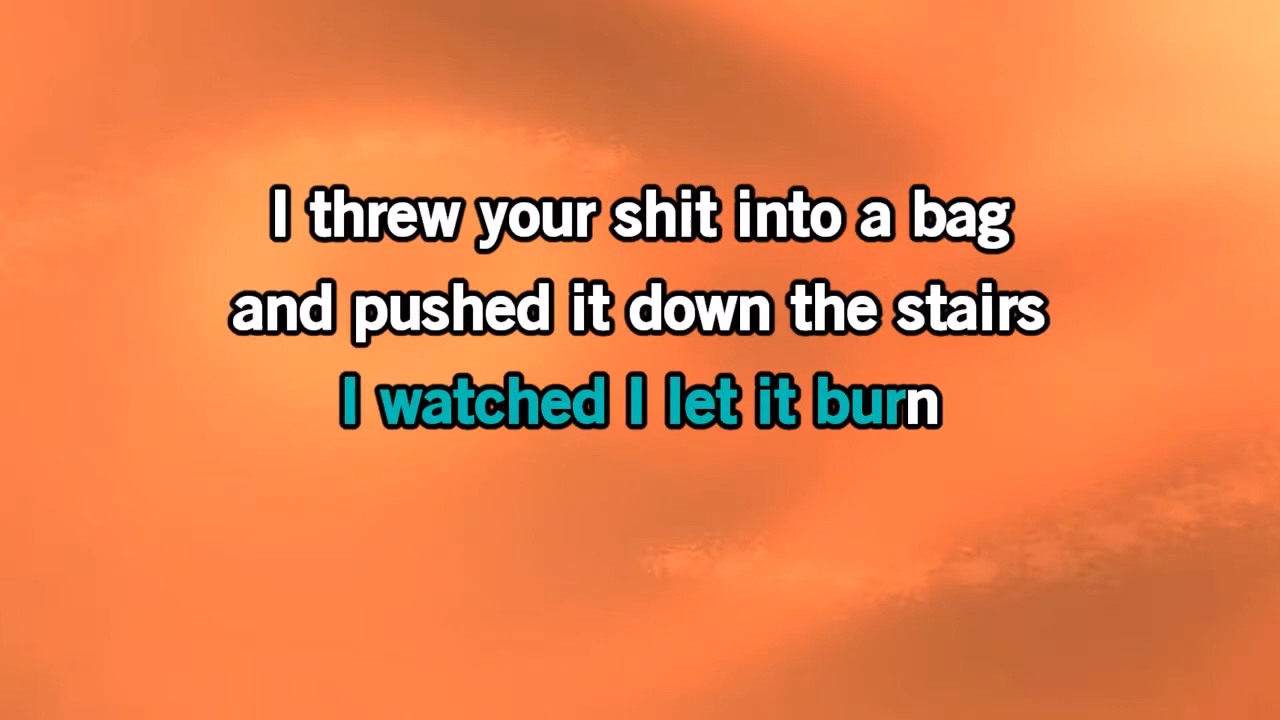 I threw your shit into a bag
and pushed it down the stairs
I watched I let it burn